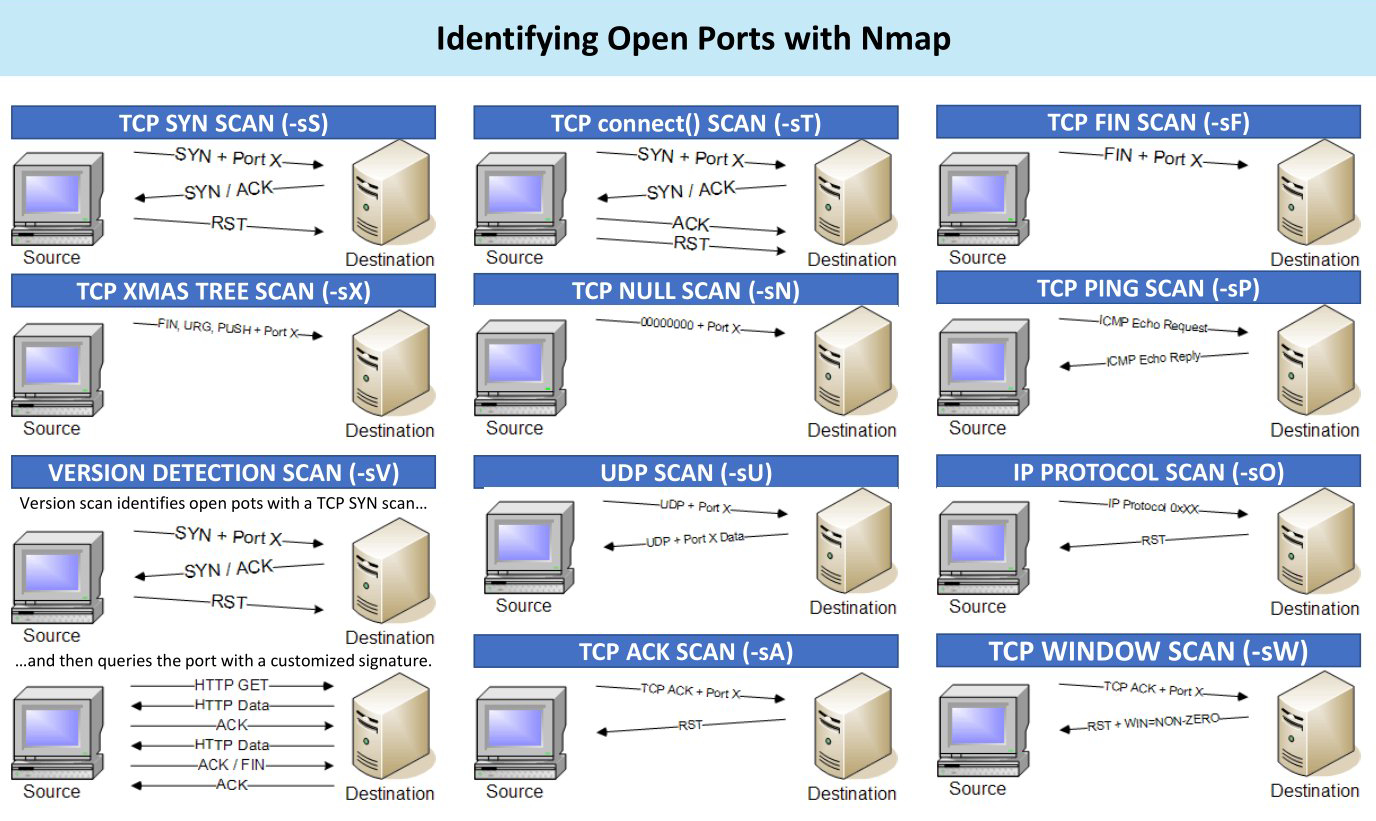 Identifying Open Ports with Nmap
TCP SYN SCAN (-sS)
SYN + Port X
SYN / ACK
RST
Source
Destination
TCP connect() SCAN (-sT)
SYN + Port X
SYN / ACK
ACK
RST
Source
Destination
TCP FIN SCAN (-sF)
FIN + Port X
Source
Destination
TCP XMAS TREE SCAN (-sX)
FIN, URG, PUSH + Port X
Source
Destination
TCP NULL SCAN (-sN)
00000000 + Port X
Source
Destination
TCP PING SCAN (-sP)
ICMP Echo Request
ICMP Echo Reply
Source
Destination
VERSION DETECTION SCAN (-sV)
Version scan identifies open pots with a TCP SYN scan…
SYN + Port X
SYN / ACK
RST
Source
Destination
…and then queries the port with a customized signature.
HTTP GET
HTTP Data
ACK
HTTP Data
ACK / FIN
ACK
Source
Destination
UDP SCAN (-sU)
UDP + Port X
UDP + Port X Data
Source
Destination
IP PROTOCOL SCAN (-sO)
IP Protocol 0xXX
RST
Source
Destination
TCP ACK SCAN (-sA)
TCP ACK + Port X
RST
Source
Destination
TCP WINDOW SCAN (-sW)
TCP ACK + Port X
RST + WIN=NON-ZERO
Source
Destination